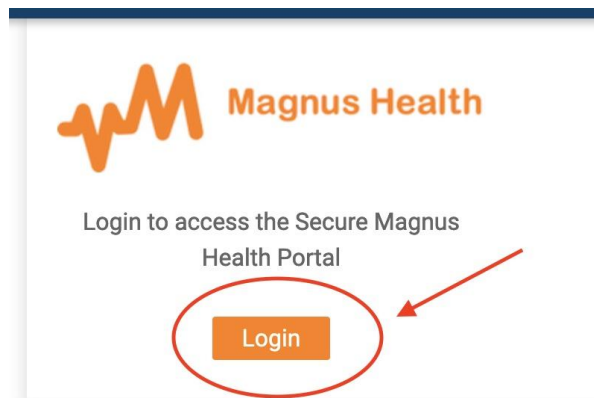 Magnus Health
Login to access the Secure Magnus
Health Portal
Login